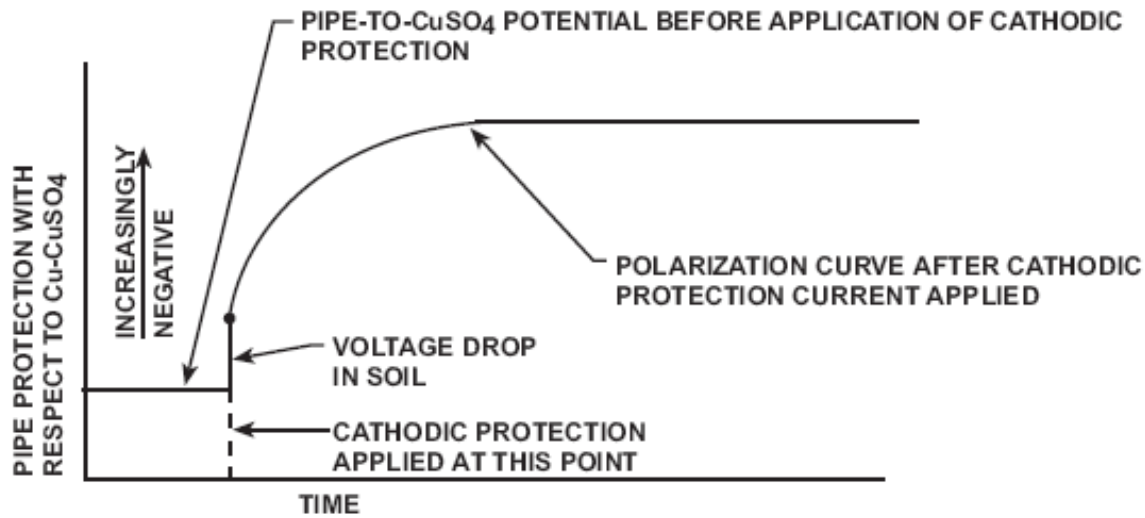 PIPE-TO-CuSO4 POTENTIAL BEFORE APPLICATION OF CATHODIC
PROTECTION
PIPE PROTECTION WITH
RESPECT TO Cu-CuSO4
INCREASINGLY
NEGATIVE
POLARIZATION CURVE AFTER CATHODIC
PROTECTION CURRENT APPLIED
VOLTAGE DROP
IN SOIL
CATHODIC PROTECTION
APPLIED AT THIS POINT
TIME